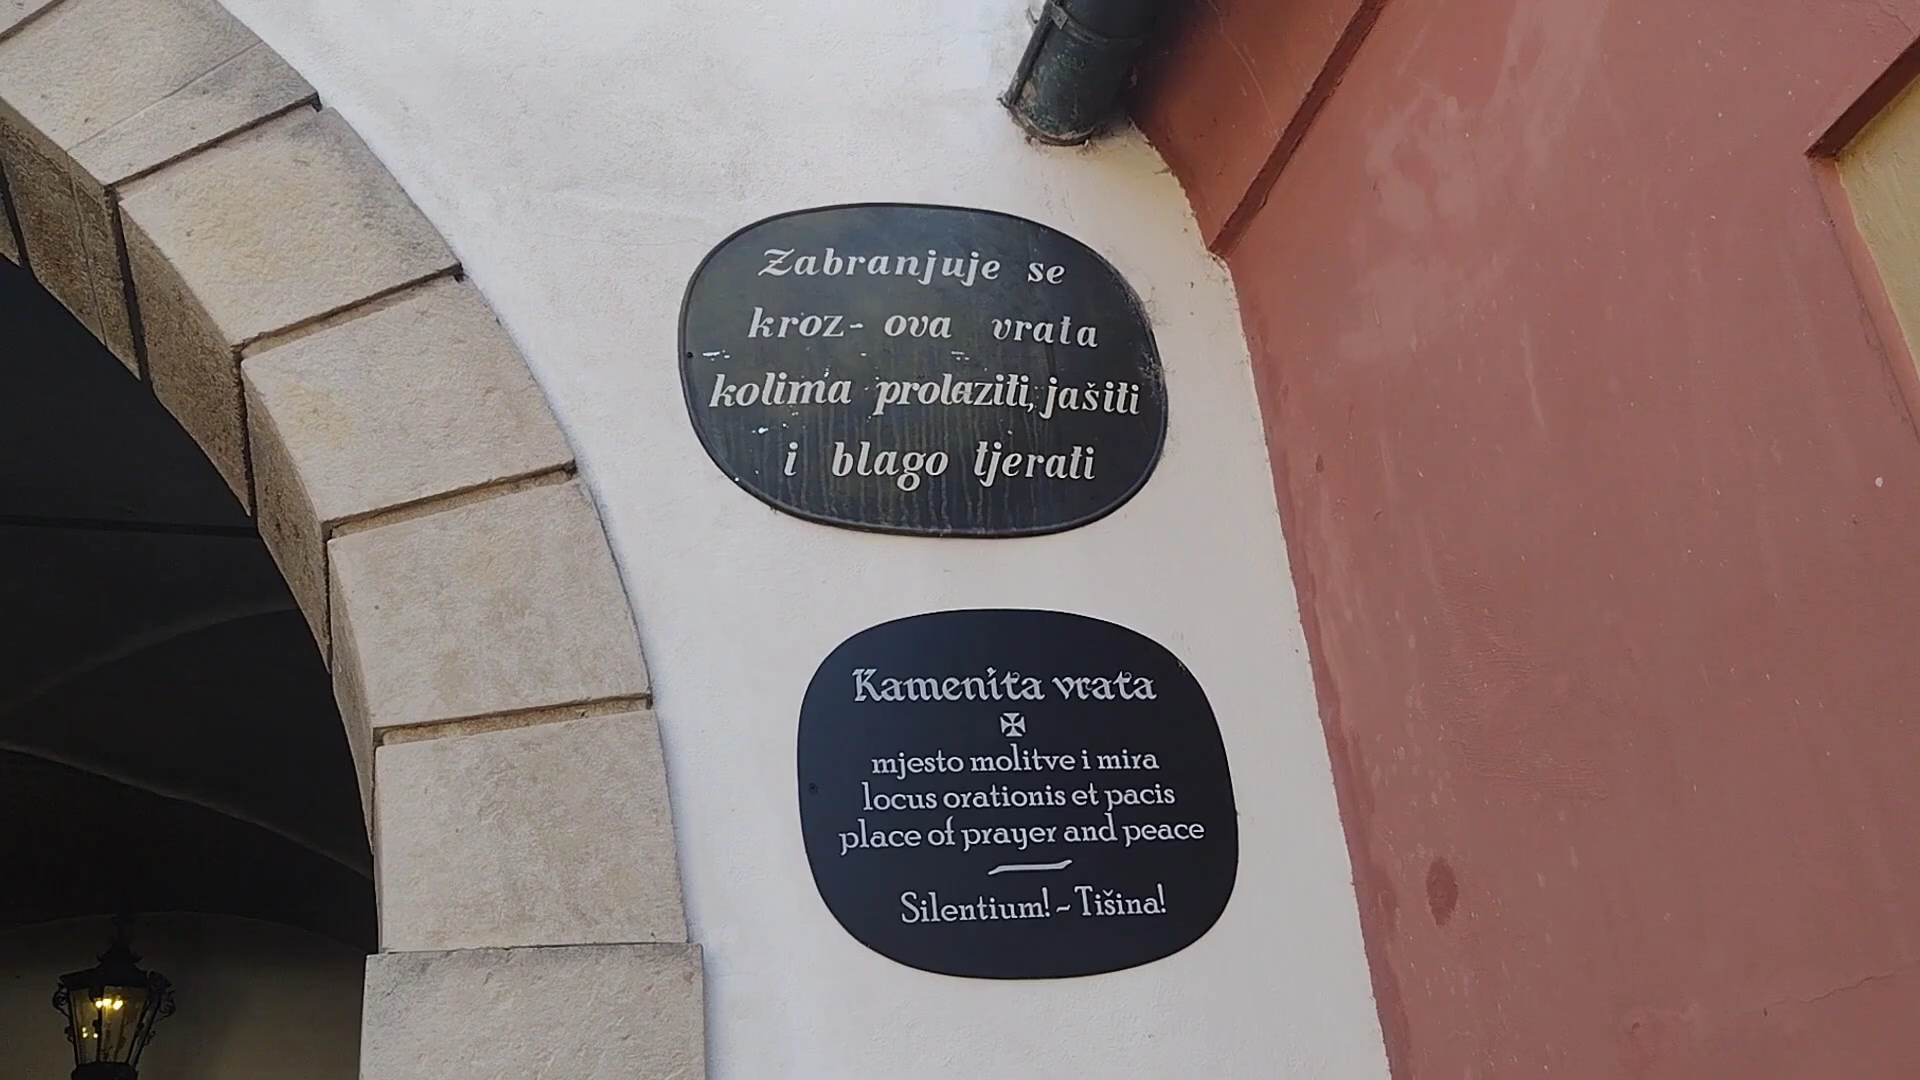 Zabranjuje se
kroz- ova vrata
kolima prolaziti, jašiti
i blago tjerati
Kamenita vrata
mjesto molitve i mira
locus orationis et pacis
place of prayer and peace
Silentium! - Tišina!